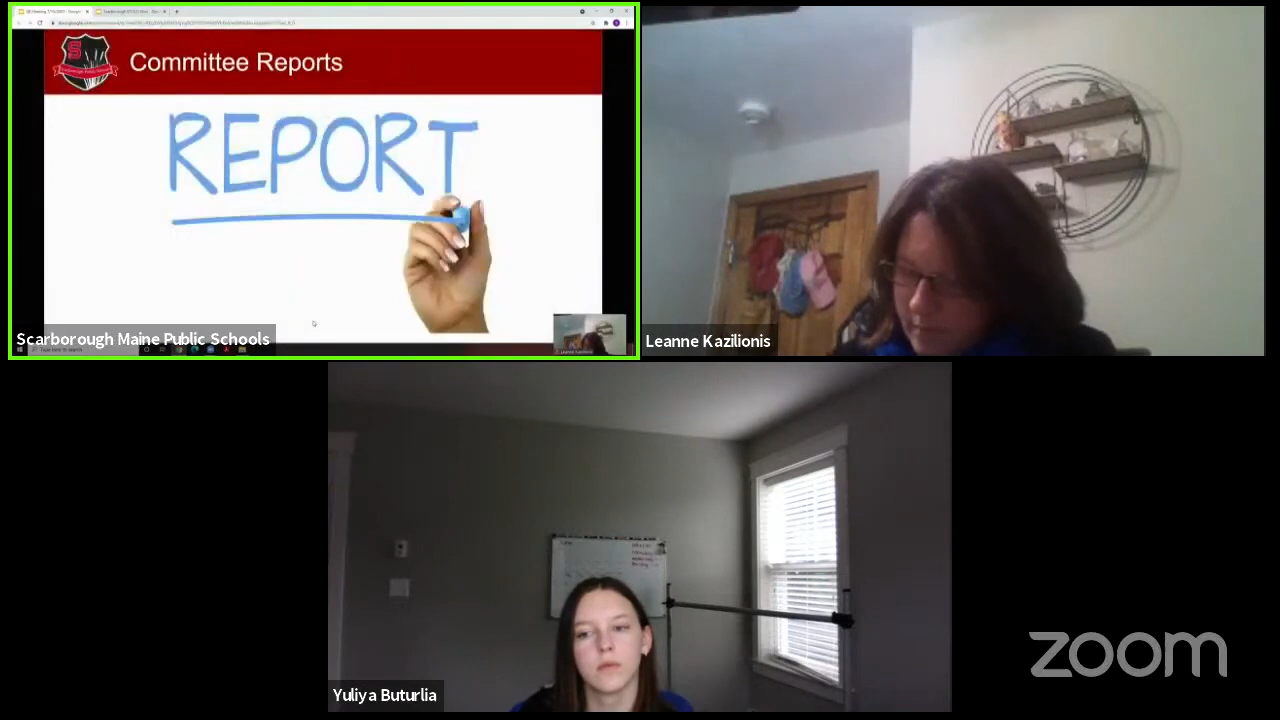 Committee Reports
REPORT
Scarborough Maine Public Schools
Leanne Kazilionis
Yuliya Buturlia
zoom